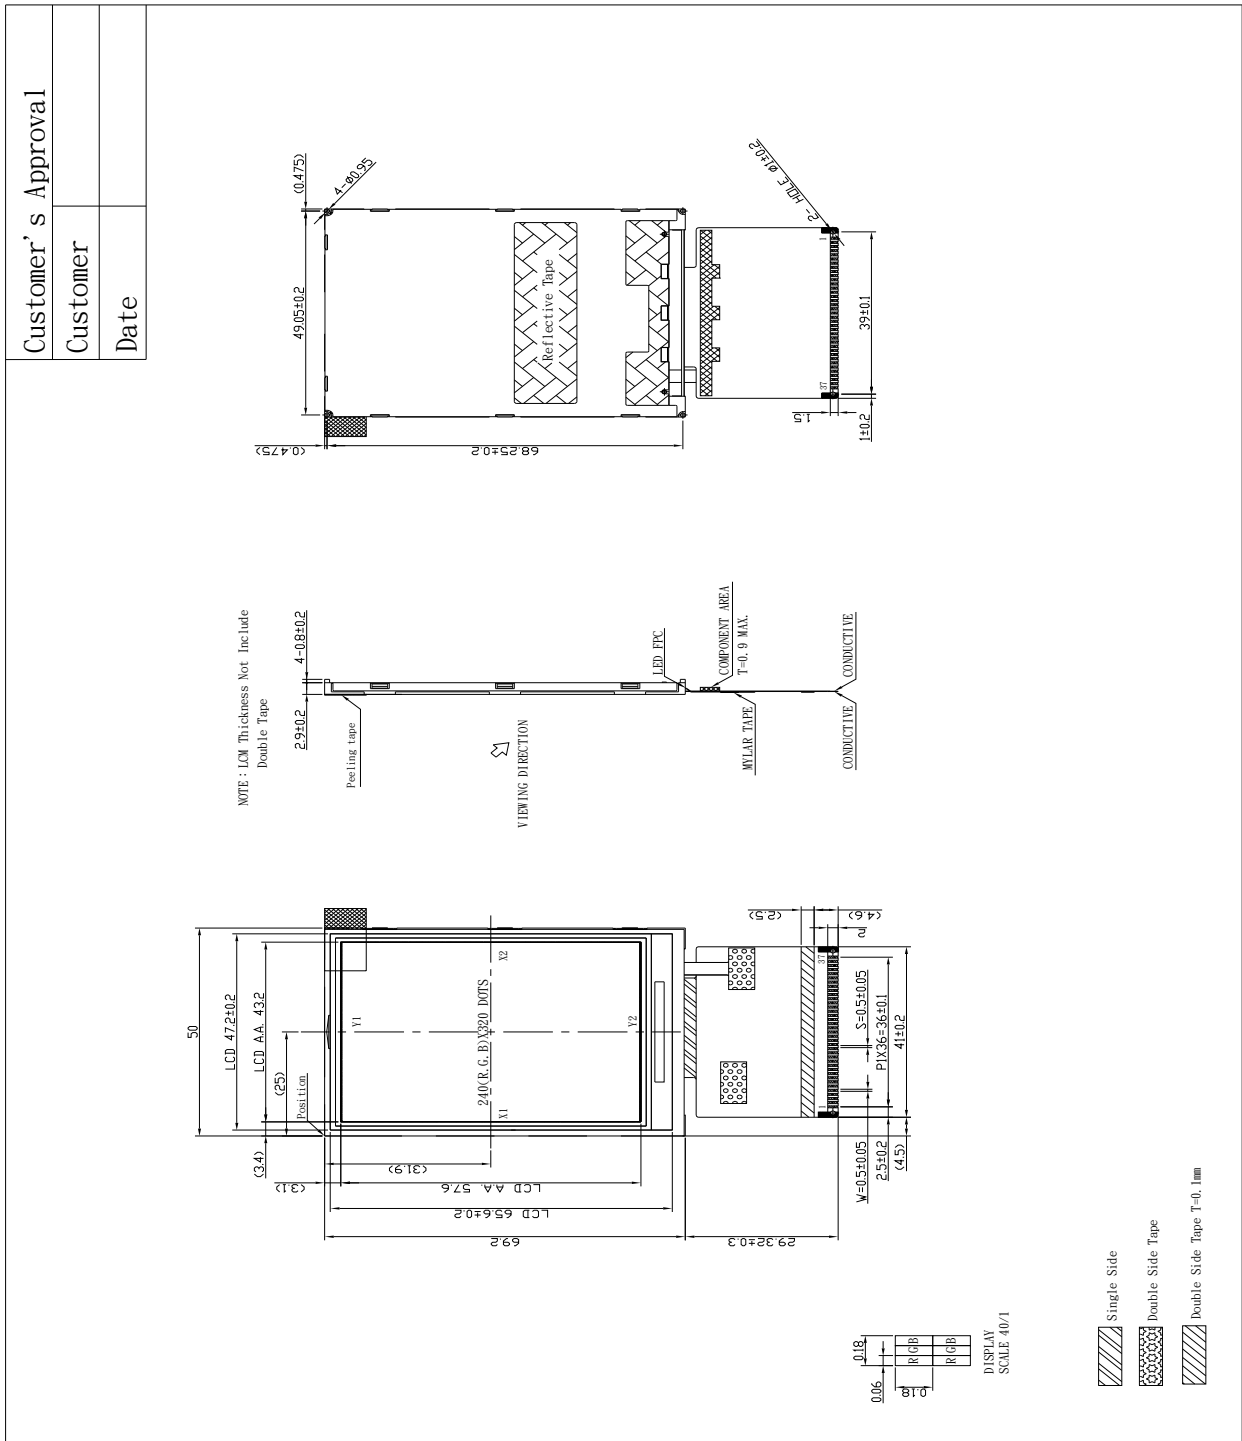 Customer's Approval
Customer
Date
(0.475)
4-Ø0.95
49.05±0.2
(0.475)
68.25±0.2
Reflective Tape
2- HOLE Ø1±0.2
1
37
39±0.1
1.5
1±0.2
NOTE : LCM Thickness Not Include
Double Tape
4-0.8±0.2
2.9±0.2
Peeling tape
VIEWING DIRECTION
LED FPC
COMPONENT AREA
T=0.9 MAX.
MYLAR TAPE
CONDUCTIVE
CONDUCTIVE
50
LCD 47.2±0.2
LCD A.A. 43.2
(25)
(3.4)
Position
Y1
X2
240(R.G.B)X320 DOTS
X1
Y2
(3.1)
(31.9)
LCD A.A. 57.6
LCD 65.6±0.2
69.2
29.32±0.3
(2.5)
(4.6)
2
37
1
S=0.5±0.05
P1X36=36±0.1
41±0.2
W=0.5±0.05
2.5±0.2
(4.5)
0.18
0.06
0.18
R G B
R G B
DISPLAY
SCALE 40/1
Single Side
Double Side Tape
Double Side Tape T=0.1mm